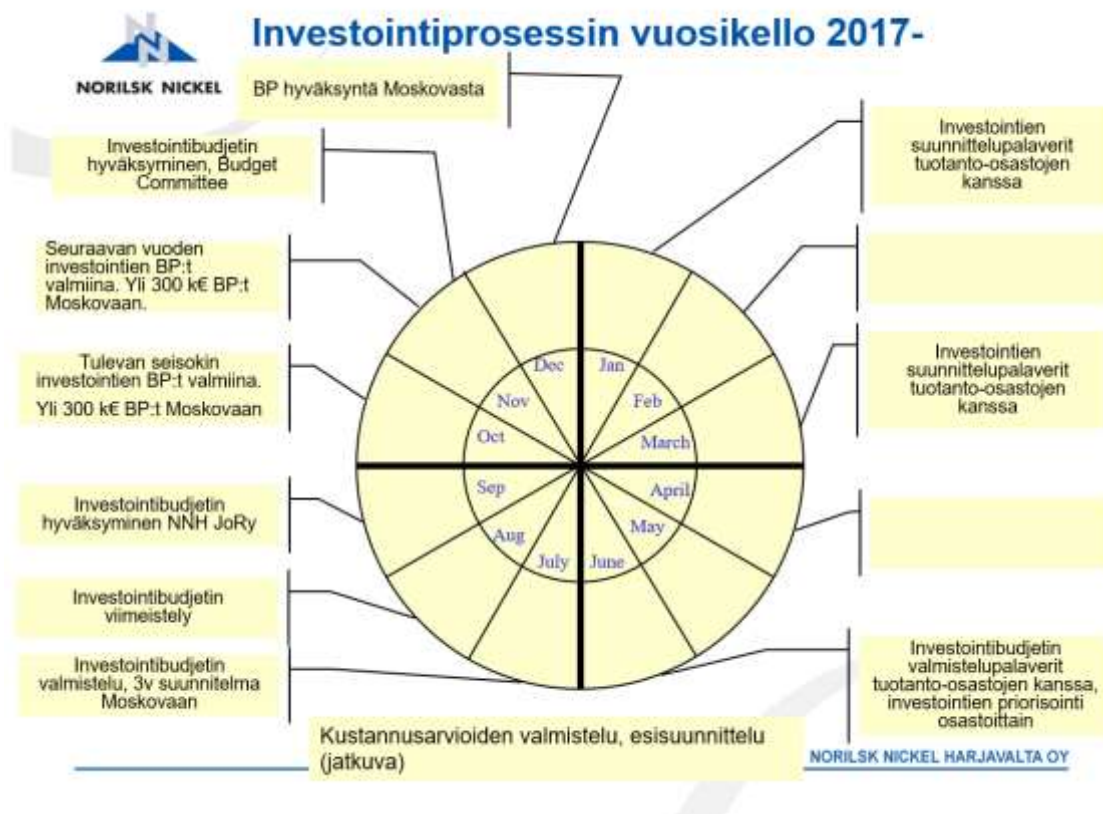 Investointiprosessin vuosikello 2017-
NORILSK NICKEL
BP hyväksyntä Moskovasta
Investointibudjetin
hyväksyminen, Budget
Committee
Seuraavan vuoden
investointien BP:t
valmiina. Yli 300 k€ BP:t
Moskovaan.
Tulevan seisokin
investointien BP:t valmiina.
Yli 300 k€ BP:t Moskovaan
Investointibudjetin
hyväksyminen NNH JoRy
Investointibudjetin
viimeistely
Investointibudjetin
valmistelu, 3v suunnitelma
Moskovaan
Investointien
suunnittelupalaverit
tuotanto-osastojen
kanssa
Investointien
suunnittelupalaverit
tuotanto-osastojen
kanssa
Investointibudjetin
valmistelupalaverit
tuotanto-osastojen kanssa,
investointien priorisointi
osastoittain
Dec
Jan
Nov
Feb
Oct
March
Sep
April
Aug
May
July
June
Kustannusarvioiden valmistelu, esisuunnittelu
(jatkuva)
NORILSK NICKEL HARJAVALTA OY